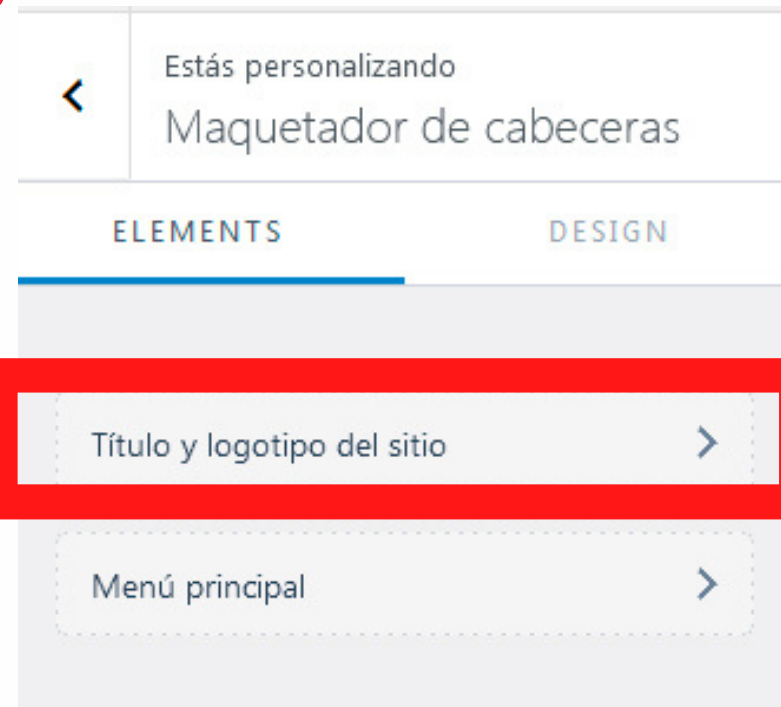 Estás personalizando
Maquetador de cabeceras
ELEMENTS DESIGN
Título y logotipo del sitio
Menú principal